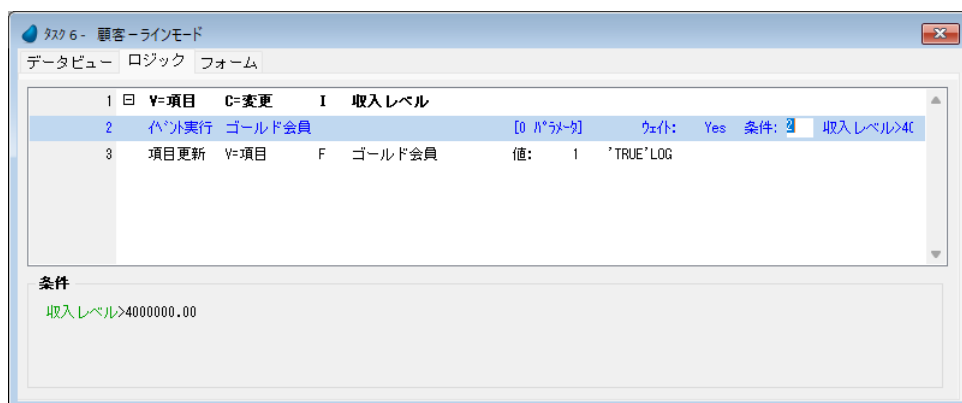 ﾀｽｸ 6 - 顧客－ラインモード
データビュー ロジック フォーム
1 V=項目 C=変更 I 収入レベル
2 ｲﾍﾞﾝﾄ実行 ゴールド会員 [0 ﾊﾟﾗﾒｰﾀ] ｳｪｲﾄ: Yes 条件: 2 収入レベル>40
3 項目更新 V=項目 F ゴールド会員 値: 1 'TRUE'LOG
条件
収入レベル>4000000.00